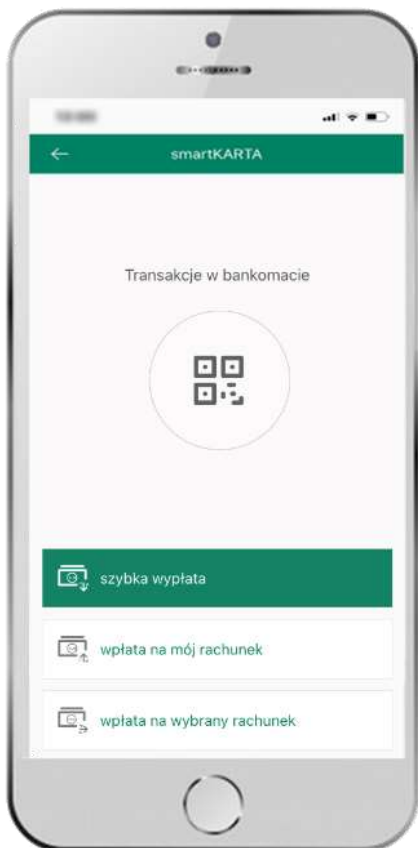 smartKARTA
Transakcje w bankomacie
szybka wypłata
wpłata na mój rachunek
wpłata na wybrany rachunek